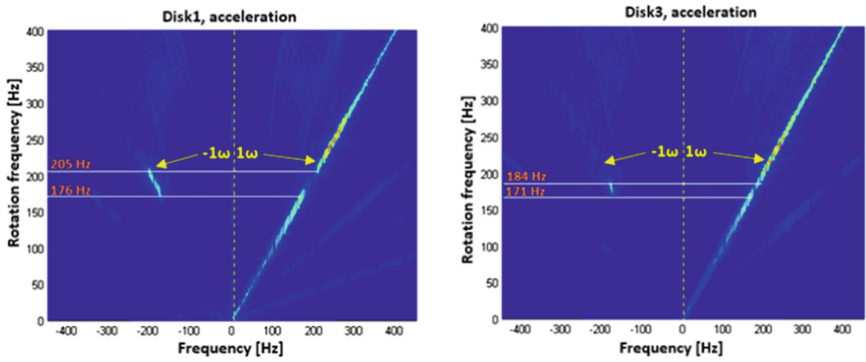 Disk1, acceleration
Rotation frequency [Hz]
400
350
300
250
200
150
100
50
0
205 Hz
176 Hz
-1ω 1ω
-400 -300 -200 -100 0 100 200 300 400
Frequency [Hz]
Disk3, acceleration
Rotation frequency [Hz]
400
350
300
250
200
150
100
50
0
184 Hz
171 Hz
-1ω 1ω
-400 -300 -200 -100 0 100 200 300 400
Frequency [Hz]